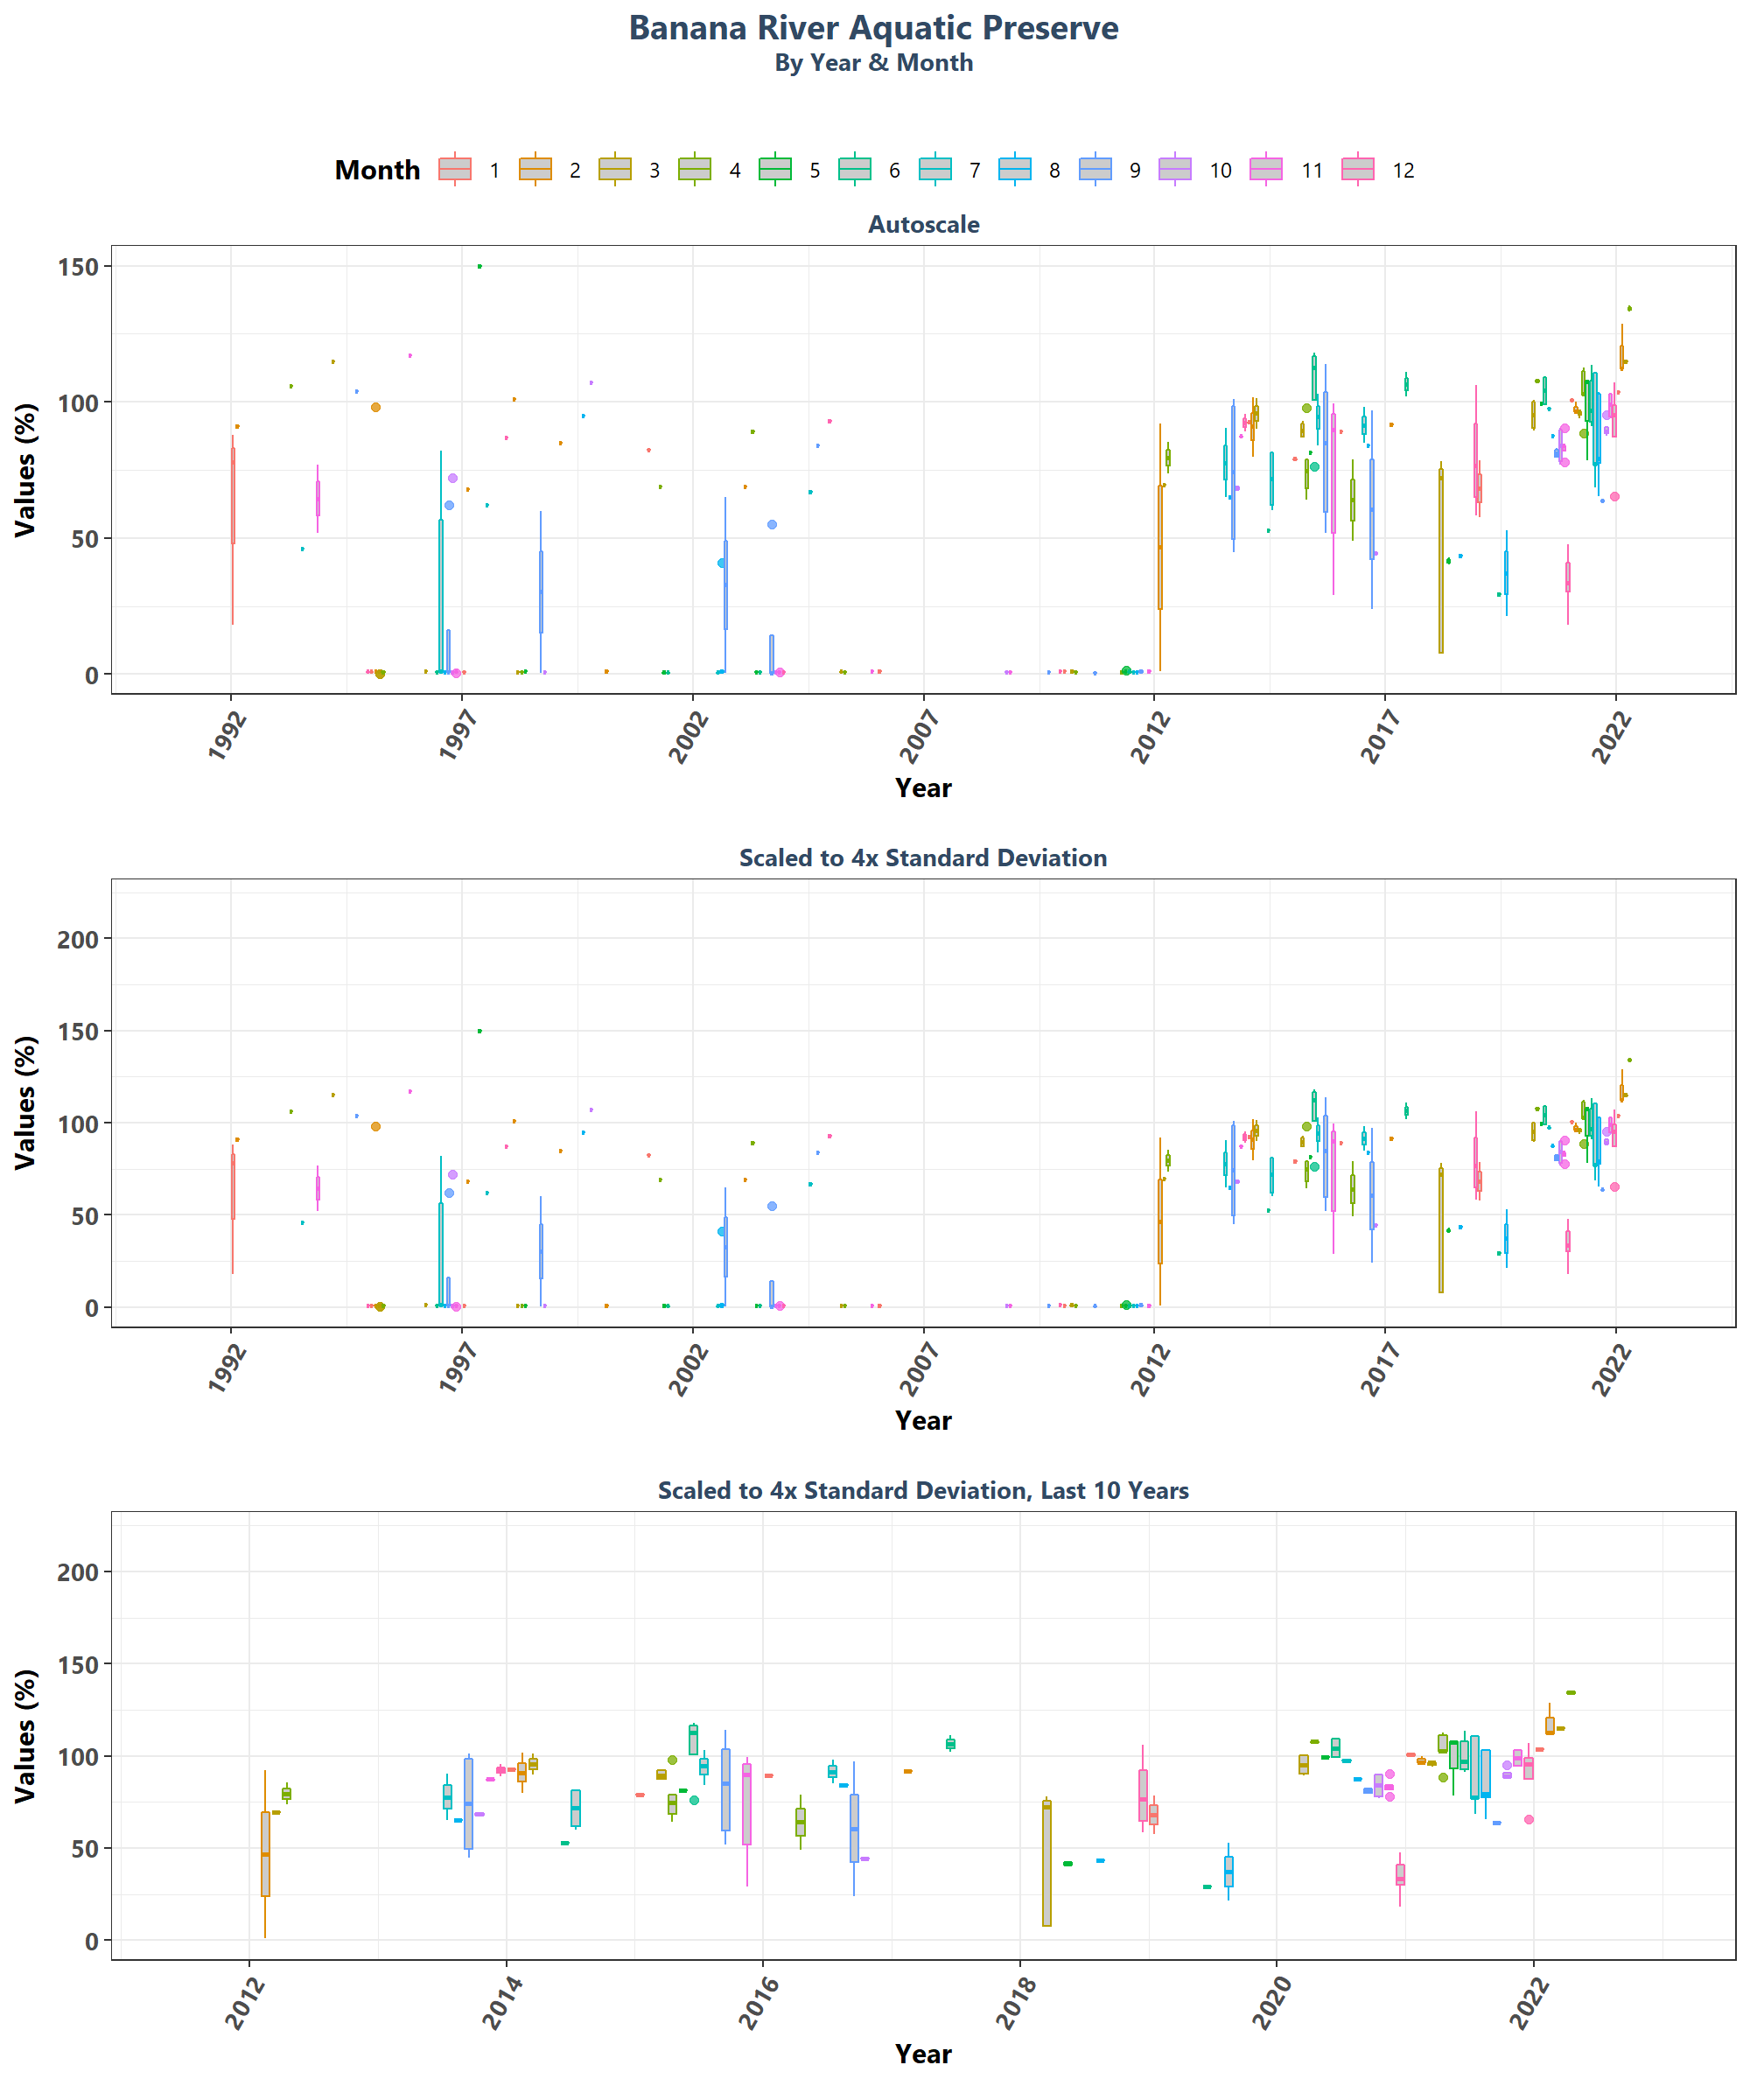 Banana River Aquatic Preserve
By Year & Month
Month 1 2 3 4 5 6 7 8 9 10 11 12
Autoscale
Values (%)
150
100
50
0
1992 1997 2002 2007 2012 2017 2022
Year
Scaled to 4x Standard Deviation
Values (%)
200
150
100
50
0
1992 1997 2002 2007 2012 2017 2022
Year
Scaled to 4x Standard Deviation, Last 10 Years
Values (%)
200
150
100
50
0
2012 2014 2016 2018 2020 2022
Year